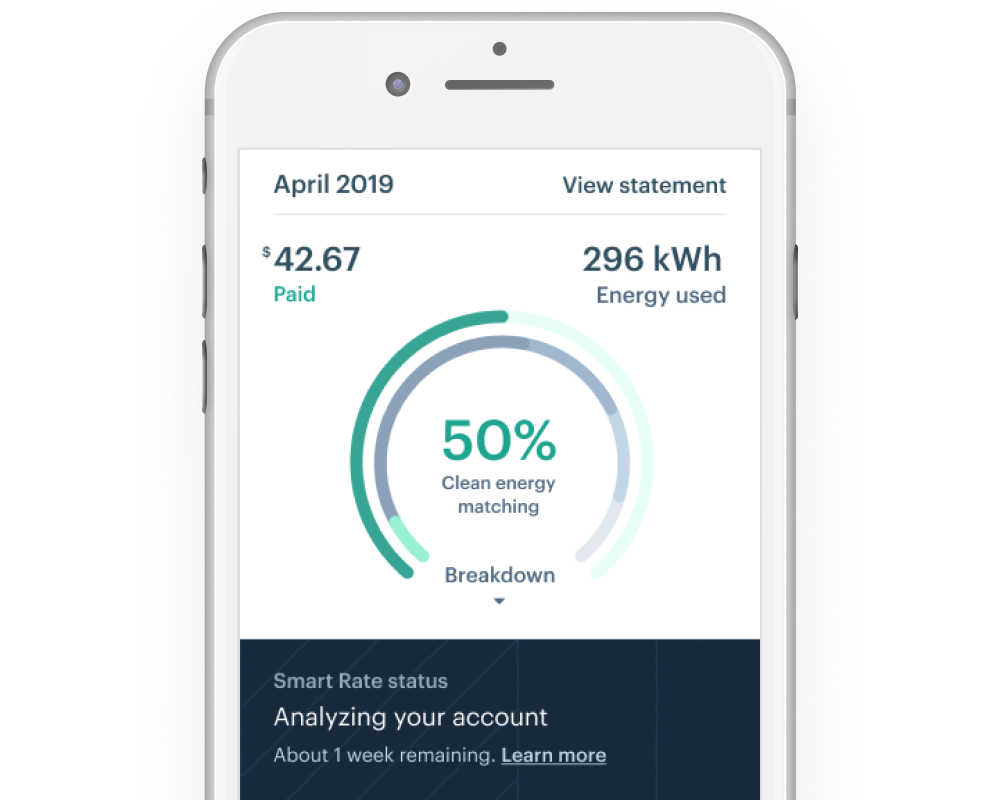 April 2019
View statement
$42.67
296 kWh
Paid
Energy used
50%
Clean energy
matching
Breakdown
Smart Rate status
Analyzing your account
About 1 week remaining. Learn more